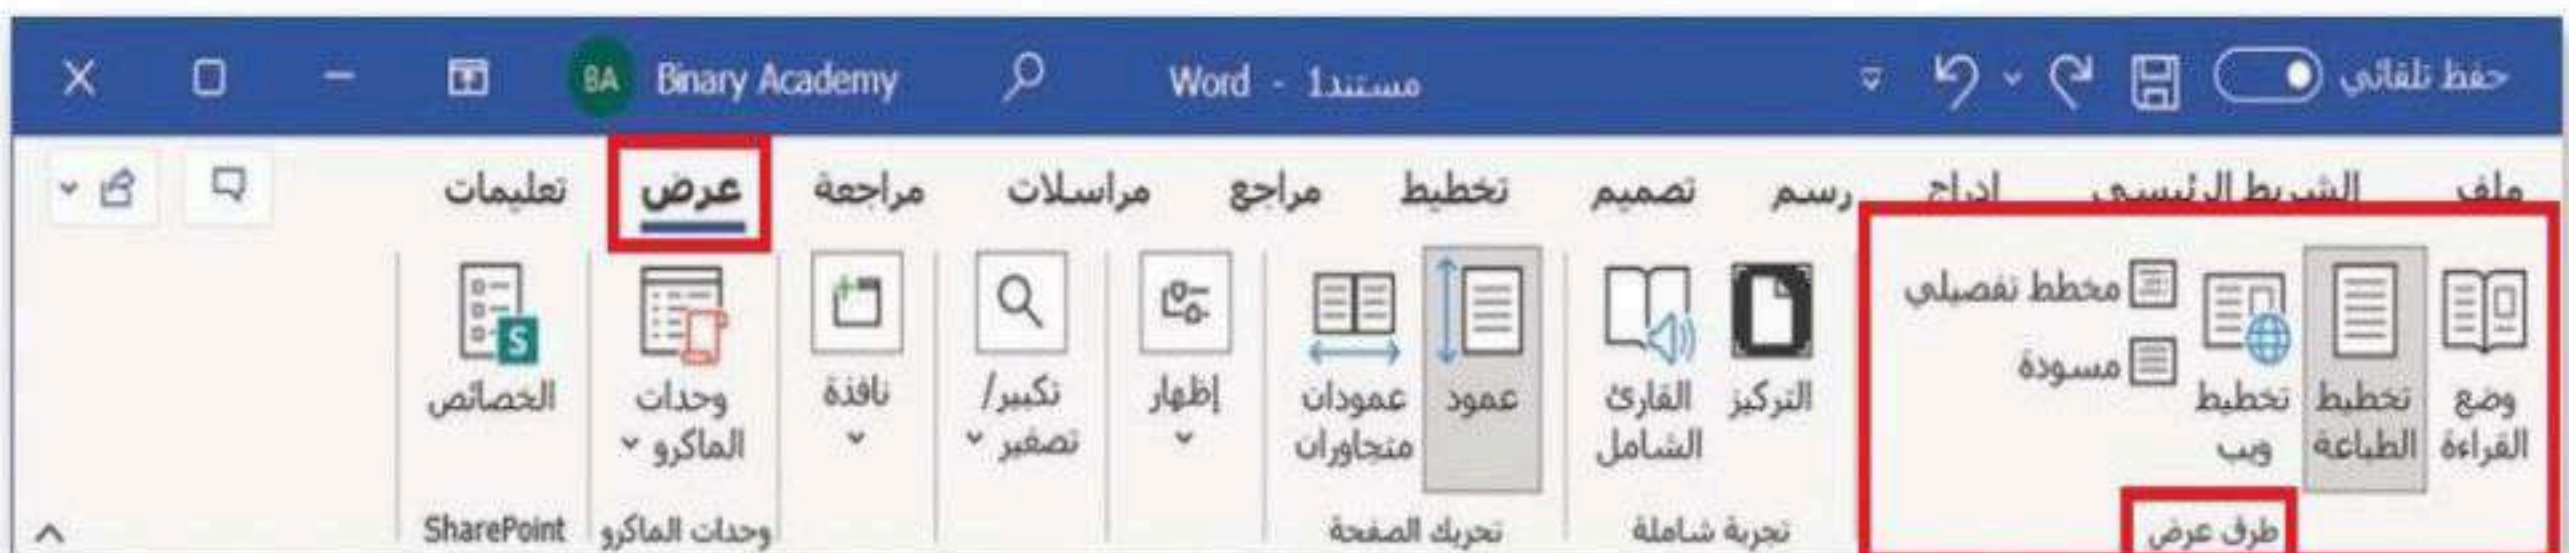 حفظ تلقائي
مستند1 - Word
Binary Academy
BA
ملف الشريط الرئيسي ادراج رسم تصميم تخطيط مراجع مراسلات مراجعة عرض تعليمات
وضع القراءة
تخطيط الطباعة
تخطيط ويب
مخطط تفصيلي
مسودة
طرق عرض
التركيز
القارئ الشامل
تجربة شاملة
عمود
عمودان متجاوران
تحريك الصفحة
إظهار
تكبير/ تصغير
نافذة
وحدات الماكرو
وحدات الماكرو
الخصائص
S
SharePoint